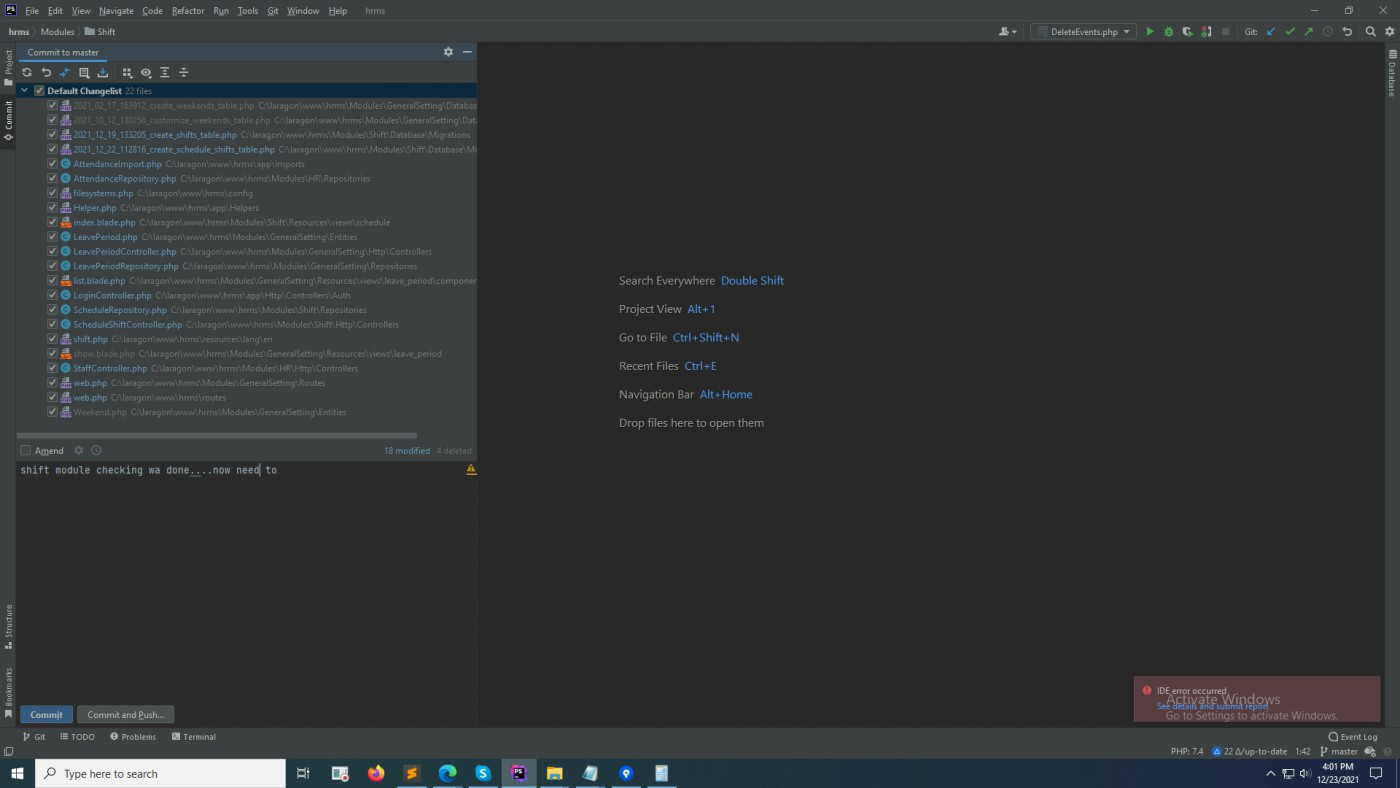 PS File Edit View Navigate Code Refactor Run Tools Git Window Help hrms
hrms Modules Shift
DeleteEvents.php Git:
Project
Commit
Structure
Bookmarks
Database
Commit to master
Default Changelist 22 files
2021_02_17_163912_create_weekends_table.php C:\laragon\www\hrms\Modules\GeneralSetting\Databas
2021_10_12_130256_customize_weekends_table.php C:\laragon\www\hrms\Modules\GeneralSetting\Dat
2021_12_19_133205_create_shifts_table.php C:\laragon\www\hrms\Modules\Shift\Database\Migrations
2021_12_22_112816_create_schedule_shifts_table.php C:\laragon\www\hrms\Modules\Shift\Database\Mi
AttendanceImport.php C:\laragon\www\hrms\app\Imports
AttendanceRepository.php C:\laragon\www\hrms\Modules\HR\Repositories
filesystems.php C:\laragon\www\hrms\config
Helper.php C:\laragon\www\hrms\app\Helpers
index.blade.php C:\laragon\www\hrms\Modules\Shift\Resources\views\schedule
LeavePeriod.php C:\laragon\www\hrms\Modules\GeneralSetting\Entities
LeavePeriodController.php C:\laragon\www\hrms\Modules\GeneralSetting\Http\Controllers
LeavePeriodRepository.php C:\laragon\www\hrms\Modules\GeneralSetting\Repositories
list.blade.php C:\laragon\www\hrms\Modules\GeneralSetting\Resources\views\leave_period\componen
LoginController.php C:\laragon\www\hrms\app\Http\Controllers\Auth
ScheduleRepository.php C:\laragon\www\hrms\Modules\Shift\Repositories
ScheduleShiftController.php C:\laragon\www\hrms\Modules\Shift\Http\Controllers
shift.php C:\laragon\www\hrms\resources\lang\en
show.blade.php C:\laragon\www\hrms\Modules\GeneralSetting\Resources\views\leave_period
StaffController.php C:\laragon\www\hrms\Modules\HR\Http\Controllers
web.php C:\laragon\www\hrms\Modules\GeneralSetting\Routes
web.php C:\laragon\www\hrms\routes
Weekend.php C:\laragon\www\hrms\Modules\GeneralSetting\Entities
Amend 18 modified 4 deleted
shift module checking wa done....now need to
Search Everywhere Double Shift
Project View Alt+1
Go to File Ctrl+Shift+N
Recent Files Ctrl+E
Navigation Bar Alt+Home
Drop files here to open them
IDE error occurred
See details and submit report
Activate Windows
Go to Settings to activate Windows.
Commit Commit and Push...
Git TODO Problems Terminal Event Log
PHP: 7.4 22 Δ/up-to-date 1:42 master
Type here to search
4:01 PM
12/23/2021